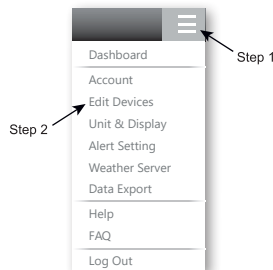 Step 1
Dashboard
Account
Edit Devices
Step 2
Unit & Display
Alert Setting
Weather Server
Data Export
Help
FAQ
Log Out